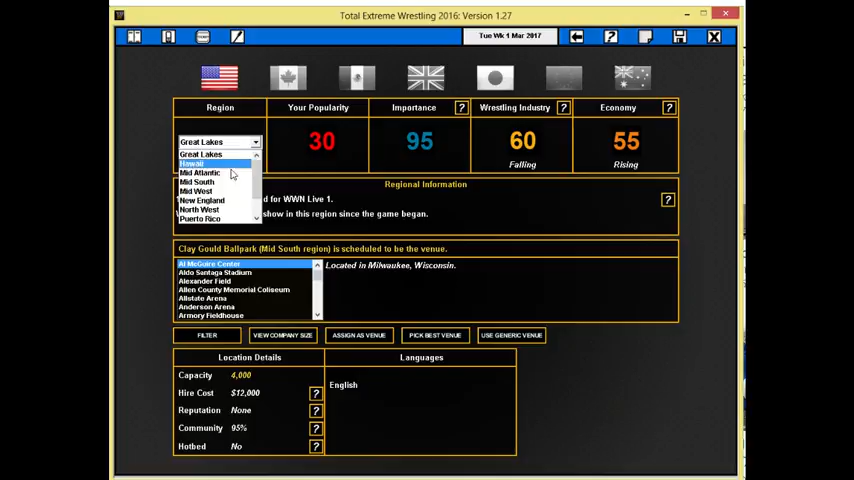 Total Extreme Wrestling 2016: Version 1.27
Tue Wk 1 Mar 2017
Region
Your Popularity
Importance ?
Wrestling Industry ?
Economy ?
Great Lakes
30
95
60
55
Falling
Rising
Great Lakes
Hawaii
Mid Atlantic
Mid South
Mid West
New England
North West
Puerto Rico
Regional Information
d for WWN Live 1.
show in this region since the game began.
?
Clay Gould Ballpark (Mid South region) is scheduled to be the venue.
Al McGuire Center
Aldo Santaga Stadium
Alexander Field
Allen County Memorial Coliseum
Allstate Arena
Anderson Arena
Armory Fieldhouse
Located in Milwaukee, Wisconsin.
FILTER
VIEW COMPANY SIZE
ASSIGN AS VENUE
PICK BEST VENUE
USE GENERIC VENUE
Location Details
Languages
Capacity 4,000
Hire Cost $12,000 ?
Reputation None ?
Community 95% ?
Hotbed No ?
English